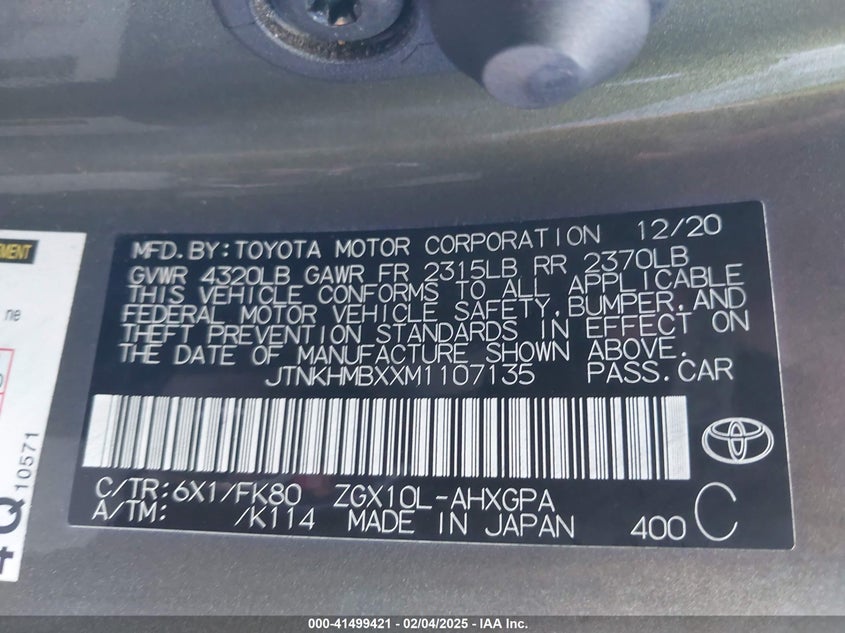 MFD.BY:TOYOTA MOTOR CORPORATION 12/20
GVWR 4320LB GAWR FR 2315LB RR 2370LB
THIS VEHICLE CONFORMS TO ALL APPLICABLE
FEDERAL MOTOR VEHICLE SAFETY,BUMPER,AND
THEFT PREVENTION STANDARDS IN EFFECT ON
THE DATE OF MANUFACTURE SHOWN ABOVE.
JTNKHMBXXM1107135 PASS.CAR
C/TR:6X1/FK80 ZGX10L-AHXGPA
A/TM: /K114 MADE IN JAPAN 400 C
ne
10571
000-41499421 - 02/04/2025 - IAA Inc.